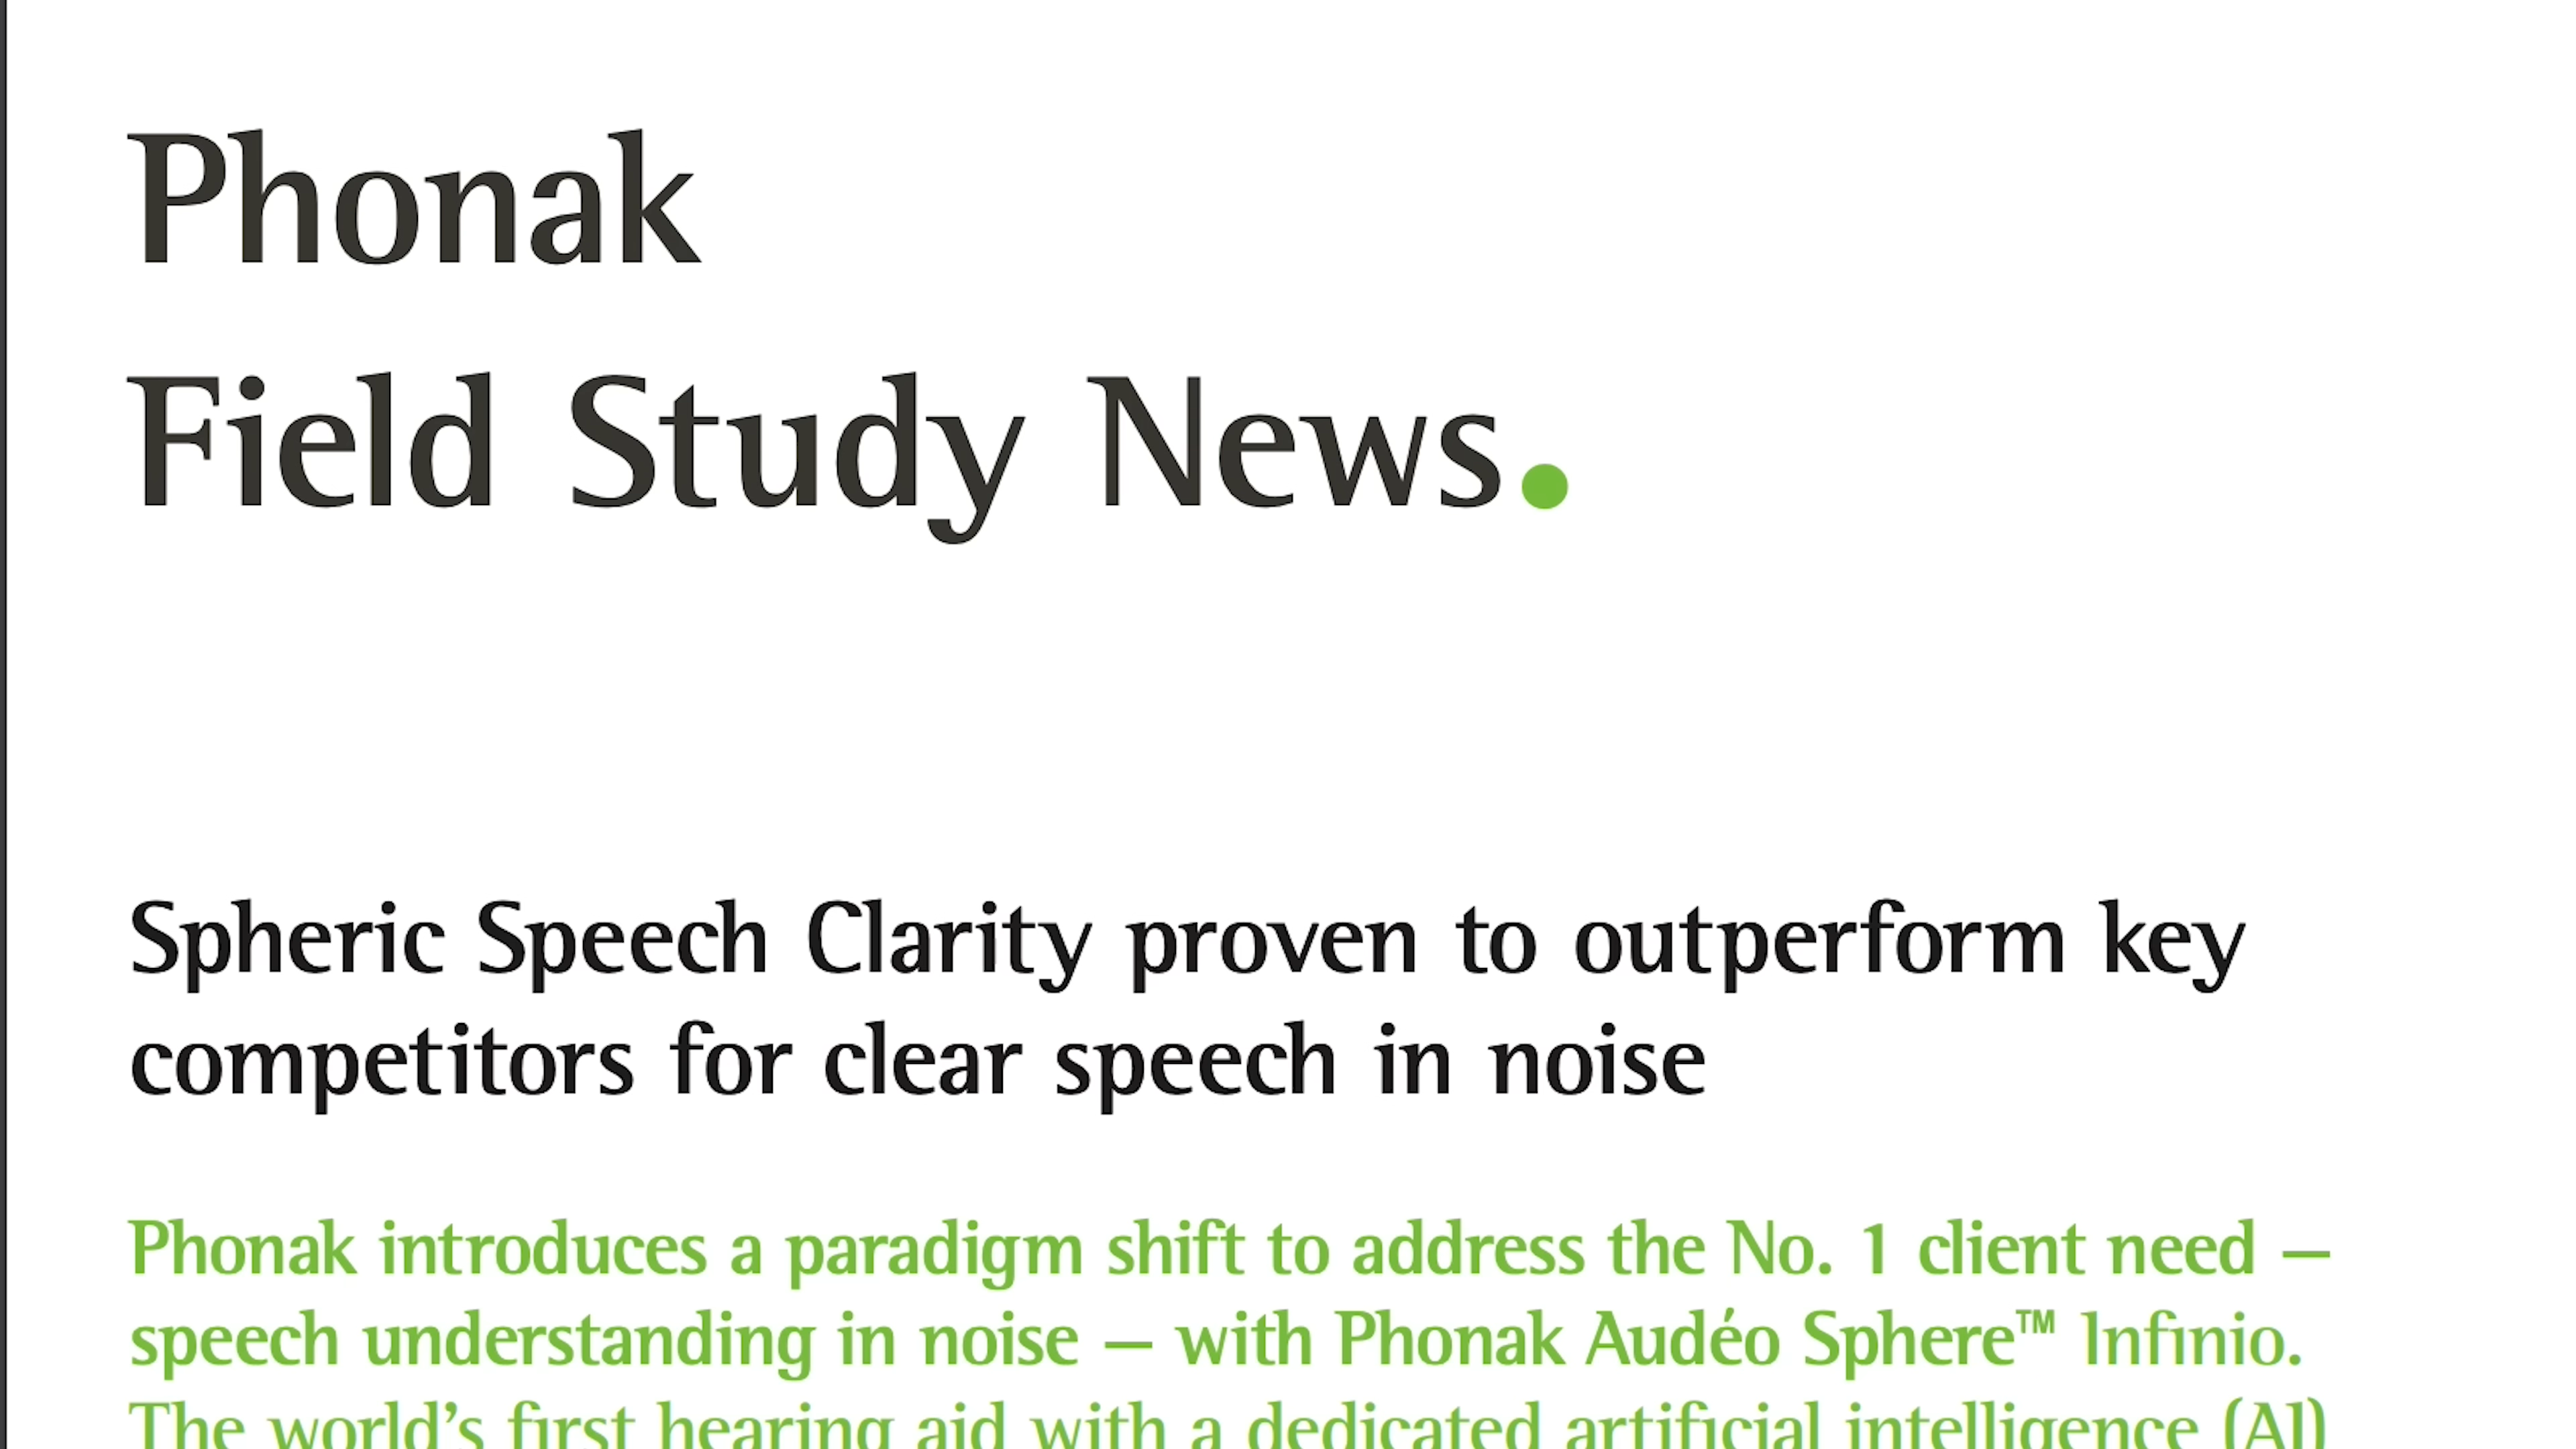 Phonak
Field Study News.
Spheric Speech Clarity proven to outperform key
competitors for clear speech in noise
Phonak introduces a paradigm shift to address the No. 1 client need –
speech understanding in noise – with Phonak Audéo Sphere™ Infinio.
The world's first hearing aid with a dedicated artificial intelligence (AI)